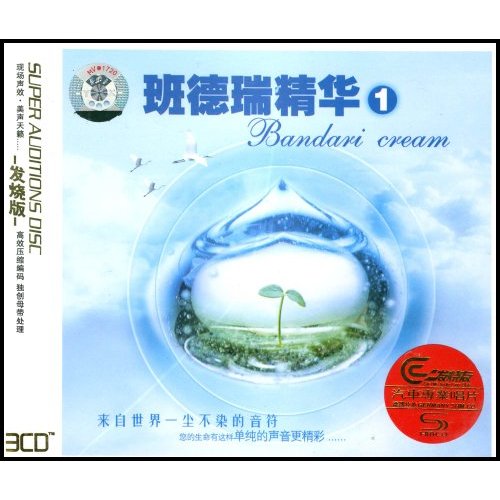 班德瑞精华1
Bandari cream
SUPER AUDITIONS DISC
现场声效·美声天籁......
-发烧版-
高效压缩编码 独创母带处理
来自世界一尘不染的音符
您的生命有这样单纯的声音更精彩......
发烧版
汽车专业唱片
3CD™